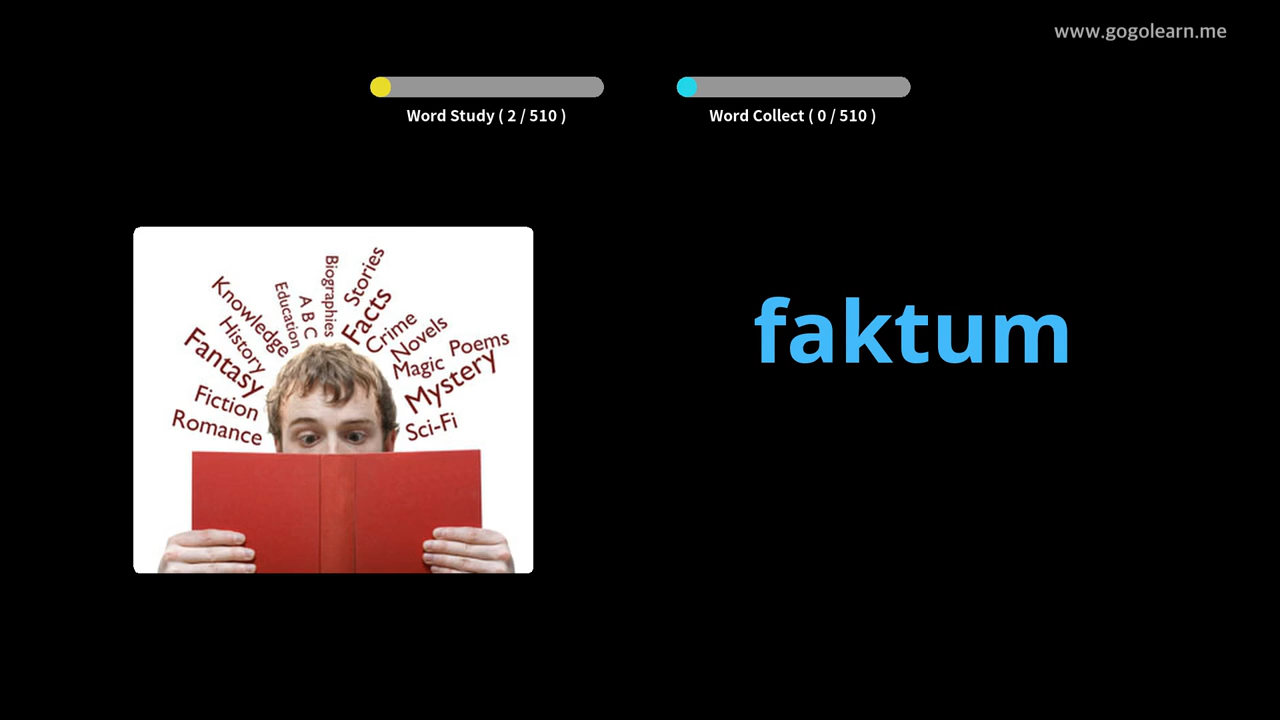 www.gogolearn.me
Word Study ( 2 / 510 )
Word Collect ( 0 / 510 )
faktum
Biographies
Stories
Education
A B C
Facts
Knowledge
History
Crime
Novels
Poems
Fantasy
Magic
Mystery
Fiction
Romance
Sci-Fi